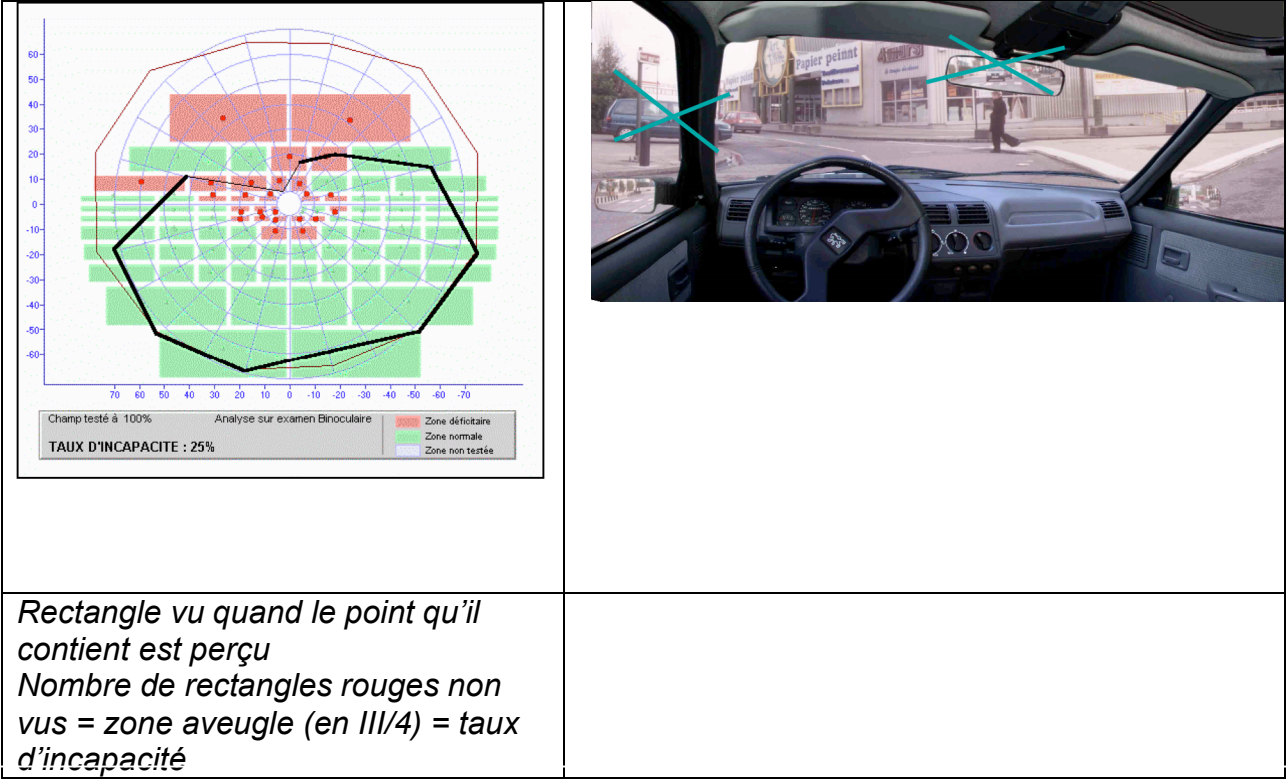 60
50
40
30
20
10
0
-10
-20
-30
-40
-50
-60
70 60 50 40 30 20 10 0 -10 -20 -30 -40 -50 -60 -70
Champ testé à 100% Analyse sur examen Binoculaire
TAUX D'INCAPACITE : 25%
Zone déficitaire
Zone normale
Zone non testée
Papier peinnt
Rectangle vu quand le point qu'il
contient est perçu
Nombre de rectangles rouges non
vus = zone aveugle (en III/4) = taux
d'incapacité